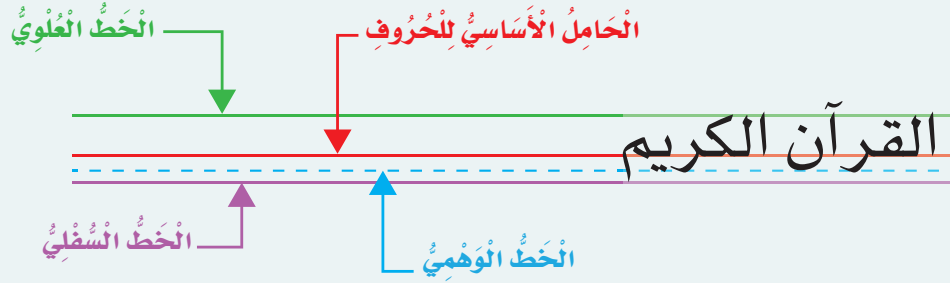 الْحَامِلُ الْأَسَاسِيُّ لِلْحُرُوفِ
الْخَطُّ الْعُلْوِيُّ
القرآن الكريم
الْخَطُّ السُّفْلِيُّ
الْخَطُّ الْوَهْمِيُّ